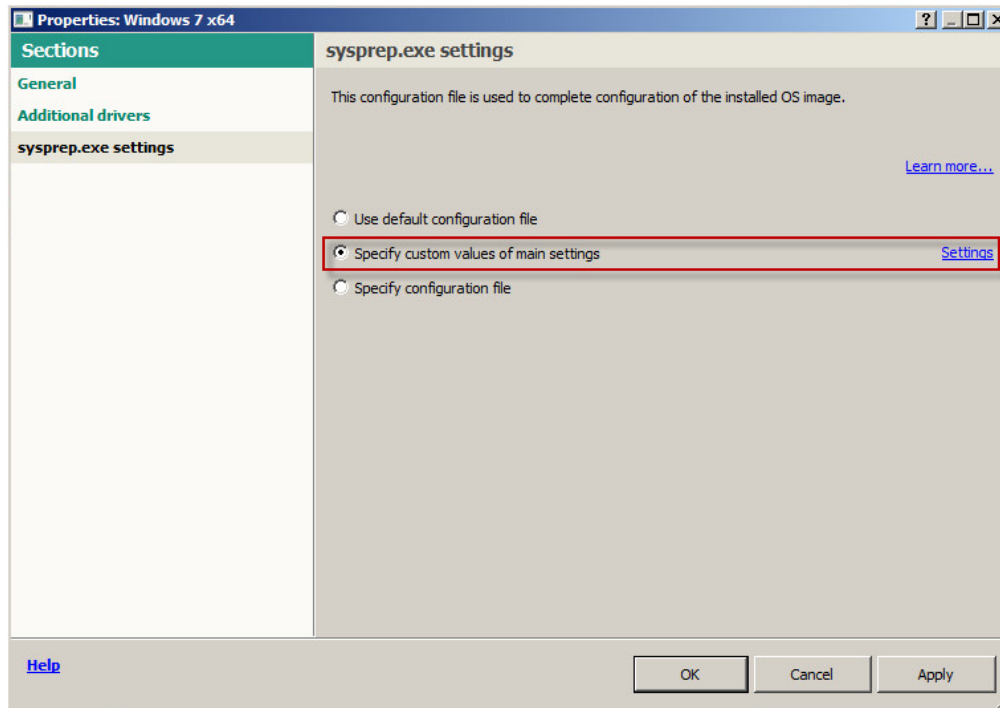 Properties: Windows 7 x64
Sections
sysprep.exe settings
General
Additional drivers
sysprep.exe settings
This configuration file is used to complete configuration of the installed OS image.
Learn more...
Use default configuration file
Specify custom values of main settings
Settings
Specify configuration file
Help
OK
Cancel
Apply